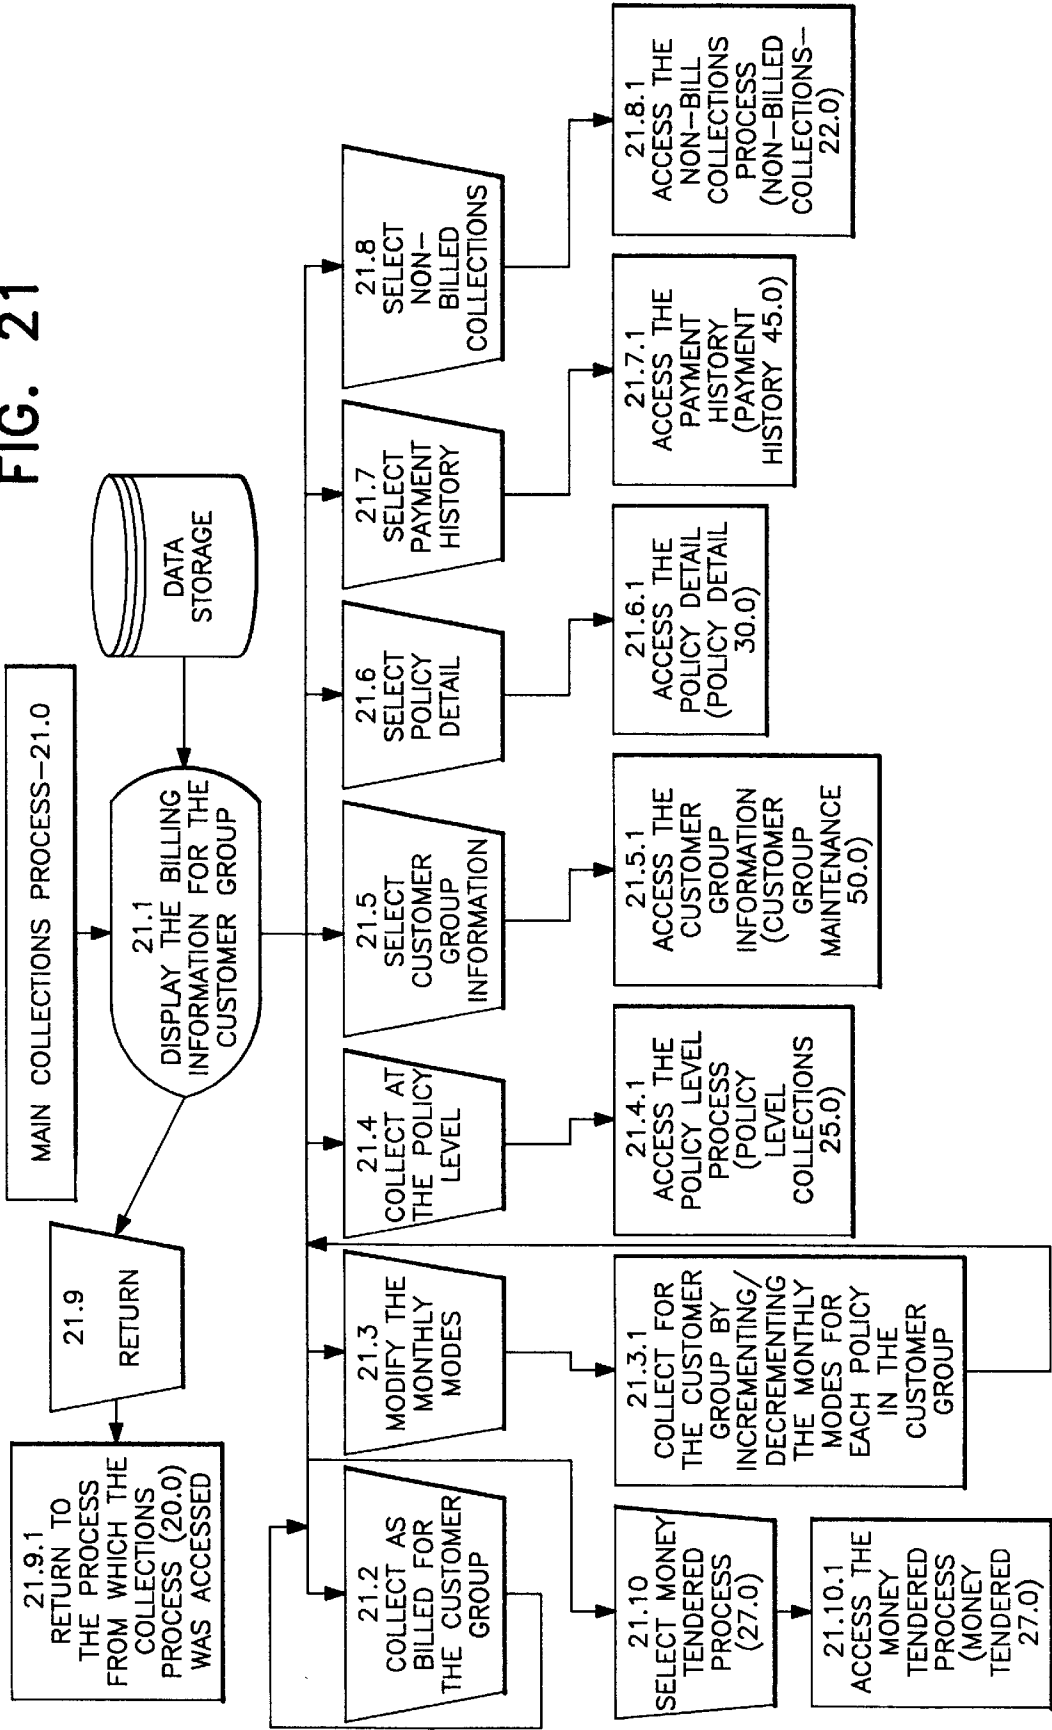 FIG. 21
MAIN COLLECTIONS PROCESS-21.0
DATA
STORAGE
21.1
DISPLAY THE BILLING
INFORMATION FOR THE
CUSTOMER GROUP
21.9
RETURN
21.9.1
RETURN TO
THE PROCESS
FROM WHICH THE
COLLECTIONS
PROCESS (20.0)
WAS ACCESSED
21.2
COLLECT AS
BILLED FOR
THE CUSTOMER
GROUP
21.3
MODIFY THE
MONTHLY
MODES
21.4
COLLECT AT
THE POLICY
LEVEL
21.5
SELECT
CUSTOMER
GROUP
INFORMATION
21.6
SELECT
POLICY
DETAIL
21.7
SELECT
PAYMENT
HISTORY
21.8
SELECT
NON-
BILLED
COLLECTIONS
21.10
SELECT MONEY
TENDERED
PROCESS
(27.0)
21.10.1
ACCESS THE
MONEY
TENDERED
PROCESS
(MONEY
TENDERED
27.0)
21.3.1
COLLECT FOR
THE CUSTOMER
GROUP BY
INCREMENTING/
DECREMENTING
THE MONTHLY
MODES FOR
EACH POLICY
IN THE
CUSTOMER
GROUP
21.4.1
ACCESS THE
POLICY LEVEL
PROCESS
(POLICY
LEVEL
COLLECTIONS
25.0)
21.5.1
ACCESS THE
CUSTOMER
GROUP
INFORMATION
(CUSTOMER
GROUP
MAINTENANCE
50.0)
21.6.1
ACCESS THE
POLICY DETAIL
(POLICY DETAIL
30.0)
21.7.1
ACCESS THE
PAYMENT
HISTORY
(PAYMENT
HISTORY 45.0)
21.8.1
ACCESS THE
NON-BILL
COLLECTIONS
PROCESS
(NON-BILLED
COLLECTIONS-
22.0)